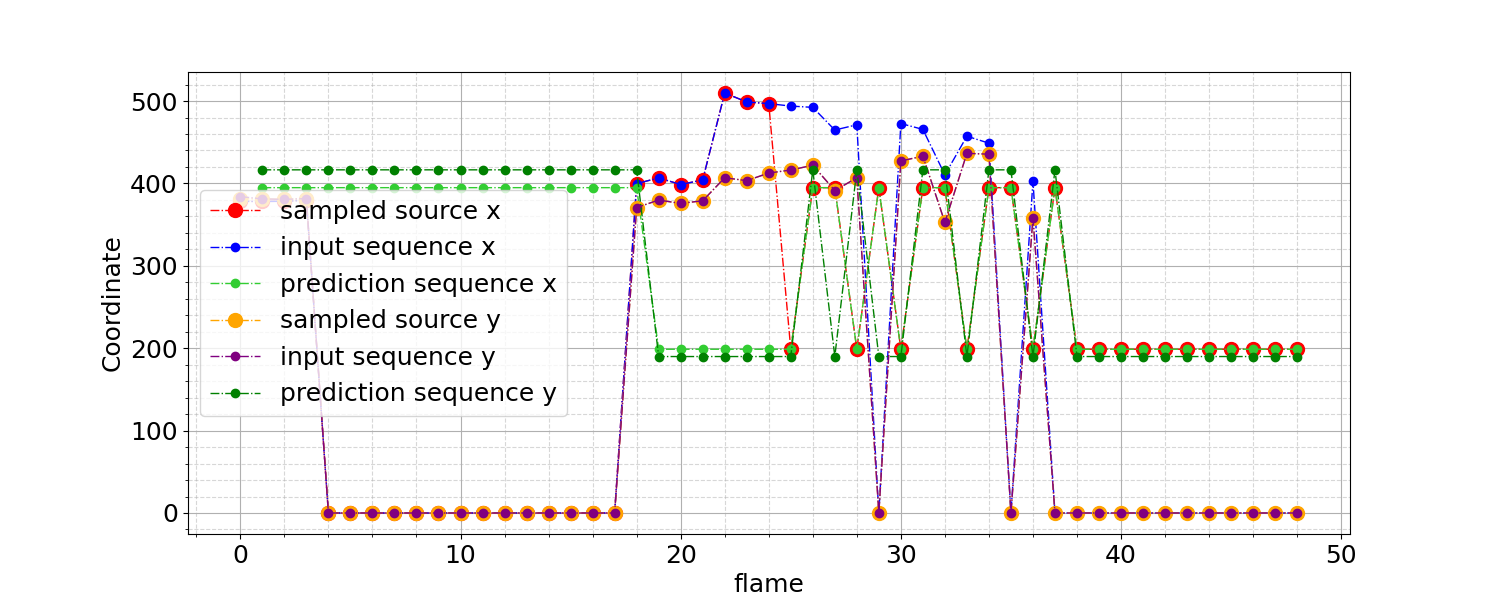 500
400
300
200
100
0
Coordinate
sampled source x
input sequence x
prediction sequence x
sampled source y
input sequence y
prediction sequence y
0 10 20 30 40 50
flame